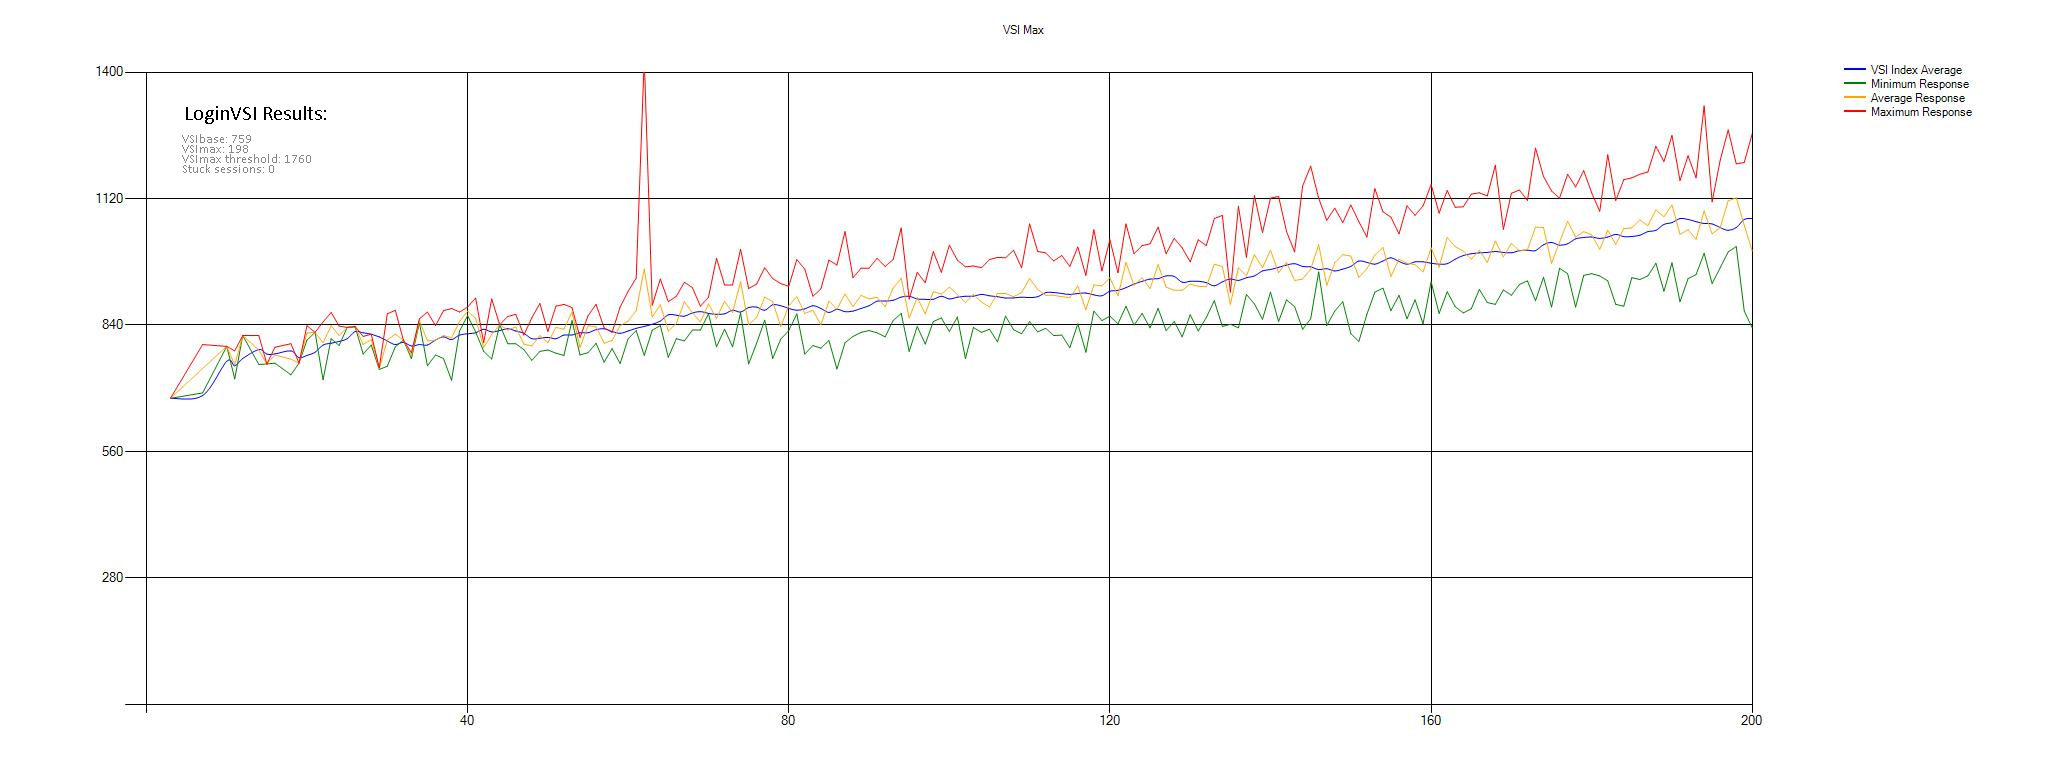 VSI Max
1400
1120
840
560
280
40
80
120
160
200
LoginVSI Results:
VSIbase: 759
VSImax: 198
VSImax threshold: 1760
Stuck sessions: 0
VSI Index Average
Minimum Response
Average Response
Maximum Response